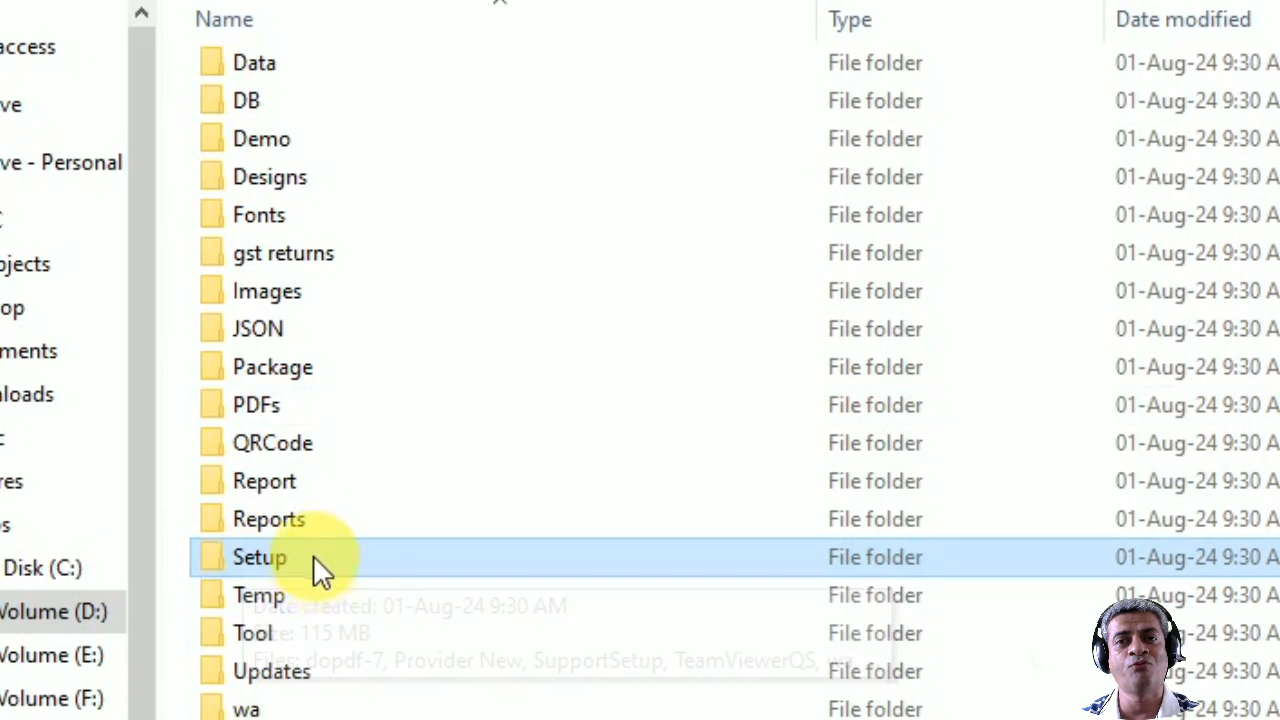 Name Type Date modified
access
ve
ve - Personal
bjects
op
ments
nloads
res
s
Disk (C:)
Volume (D:)
Volume (E:)
Volume (F:)
Data File folder 01-Aug-24 9:30 A
DB File folder 01-Aug-24 9:30 A
Demo File folder 01-Aug-24 9:30 A
Designs File folder 01-Aug-24 9:30 A
Fonts File folder 01-Aug-24 9:30 A
gst returns File folder 01-Aug-24 9:30 A
Images File folder 01-Aug-24 9:30 A
JSON File folder 01-Aug-24 9:30 A
Package File folder 01-Aug-24 9:30 A
PDFs File folder 01-Aug-24 9:30 A
QRCode File folder 01-Aug-24 9:30 A
Report File folder 01-Aug-24 9:30 A
Reports File folder 01-Aug-24 9:30 A
Setup File folder 01-Aug-24 9:30 A
Temp File folder 01-Aug-24 9:30 A
Date created: 01-Aug-24 9:30 AM
Tool File folder 9:30 A
Size: 115 MB
Files: dopdf-7, Provider New, SupportSetup, TeamViewerQS, wa
Updates File folder 9:30 A
wa File folder 9:30 A